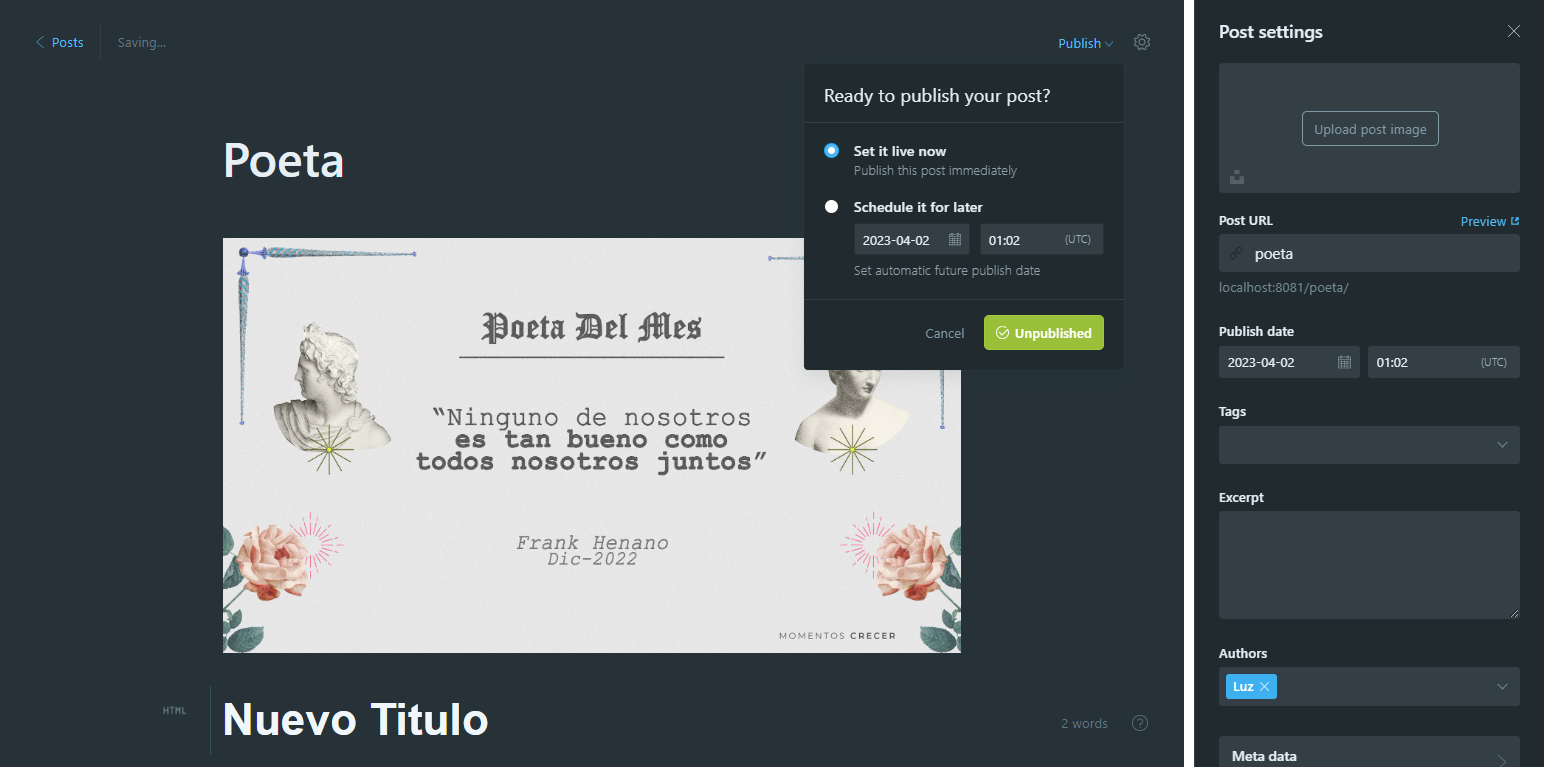 Posts
Saving...
Publish
Ready to publish your post?
Set it live now
Publish this post immediately
Schedule it for later
2023-04-02
01:02
(UTC)
Set automatic future publish date
Cancel
Unpublished
Poeta
Poeta Del Mes
“Ninguno de nosotros
es tan bueno como
todos nosotros juntos”
Frank Henano
Dic-2022
MOMENTOS CRECER
HTML
Nuevo Titulo
2 words
?
Post settings
Upload post image
Post URL
Preview
poeta
localhost:8081/poeta/
Publish date
2023-04-02
01:02
(UTC)
Tags
Excerpt
Authors
Luz
Meta data